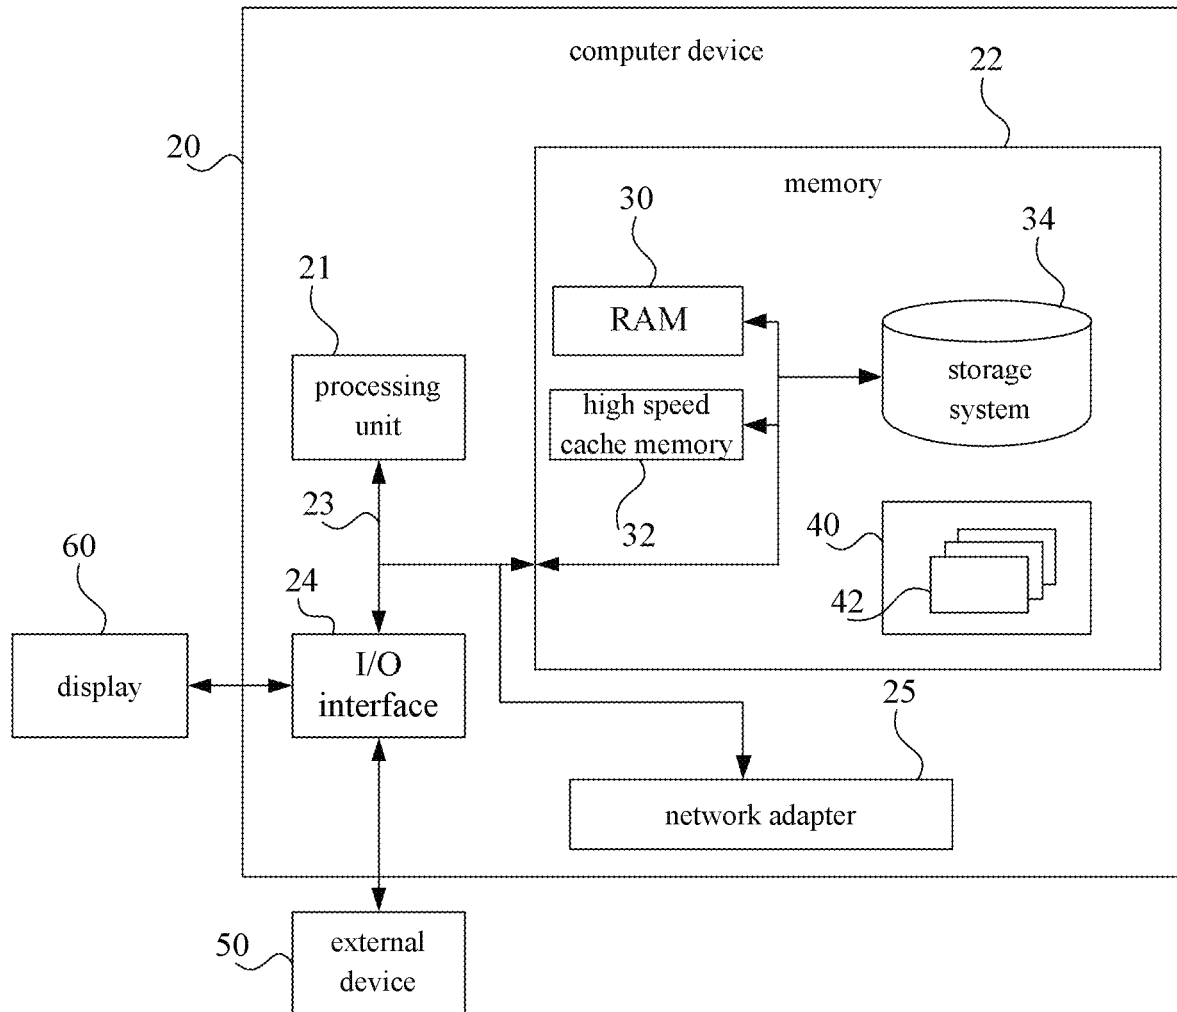 computer device
22
20
memory
30
34
21
RAM
processing
unit
storage
system
high speed
cache memory
23
32
40
60
24
42
I/O
interface
display
25
network adapter
50
external
device